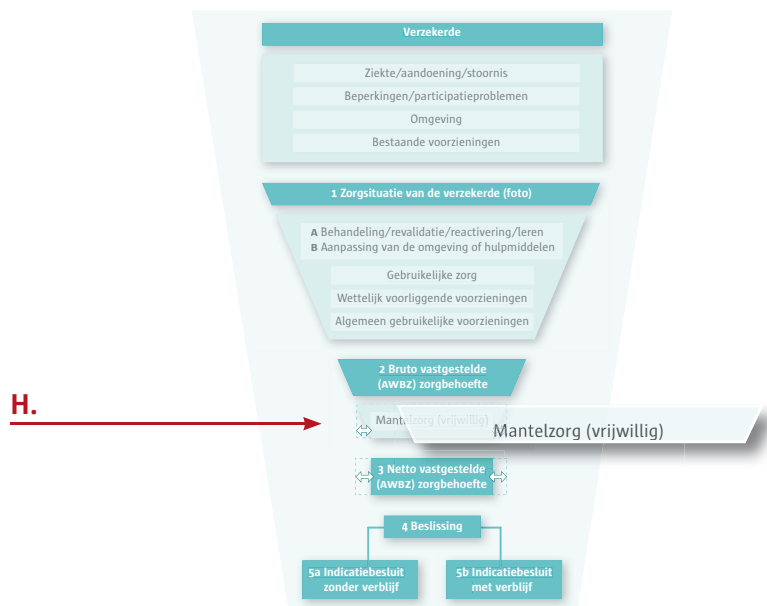 Verzekerde
Ziekte/aandoening/stoornis
Beperkingen/participatieproblemen
Omgeving
Bestaande voorzieningen
1 Zorgsituatie van de verzekerde (foto)
A Behandeling/revalidatie/reactivering/leren
B Aanpassing van de omgeving of hulpmiddelen
Gebruikelijke zorg
Wettelijk voorliggende voorzieningen
Algemeen gebruikelijke voorzieningen
2 Bruto vastgestelde
(AWBZ) zorgbehoefte
H.
Mantelzorg (vrijwillig)
Mantelzorg (vrijwillig)
3 Netto vastgestelde
(AWBZ) zorgbehoefte
4 Beslissing
5a Indicatiebesluit
zonder verblijf
5b Indicatiebesluit
met verblijf